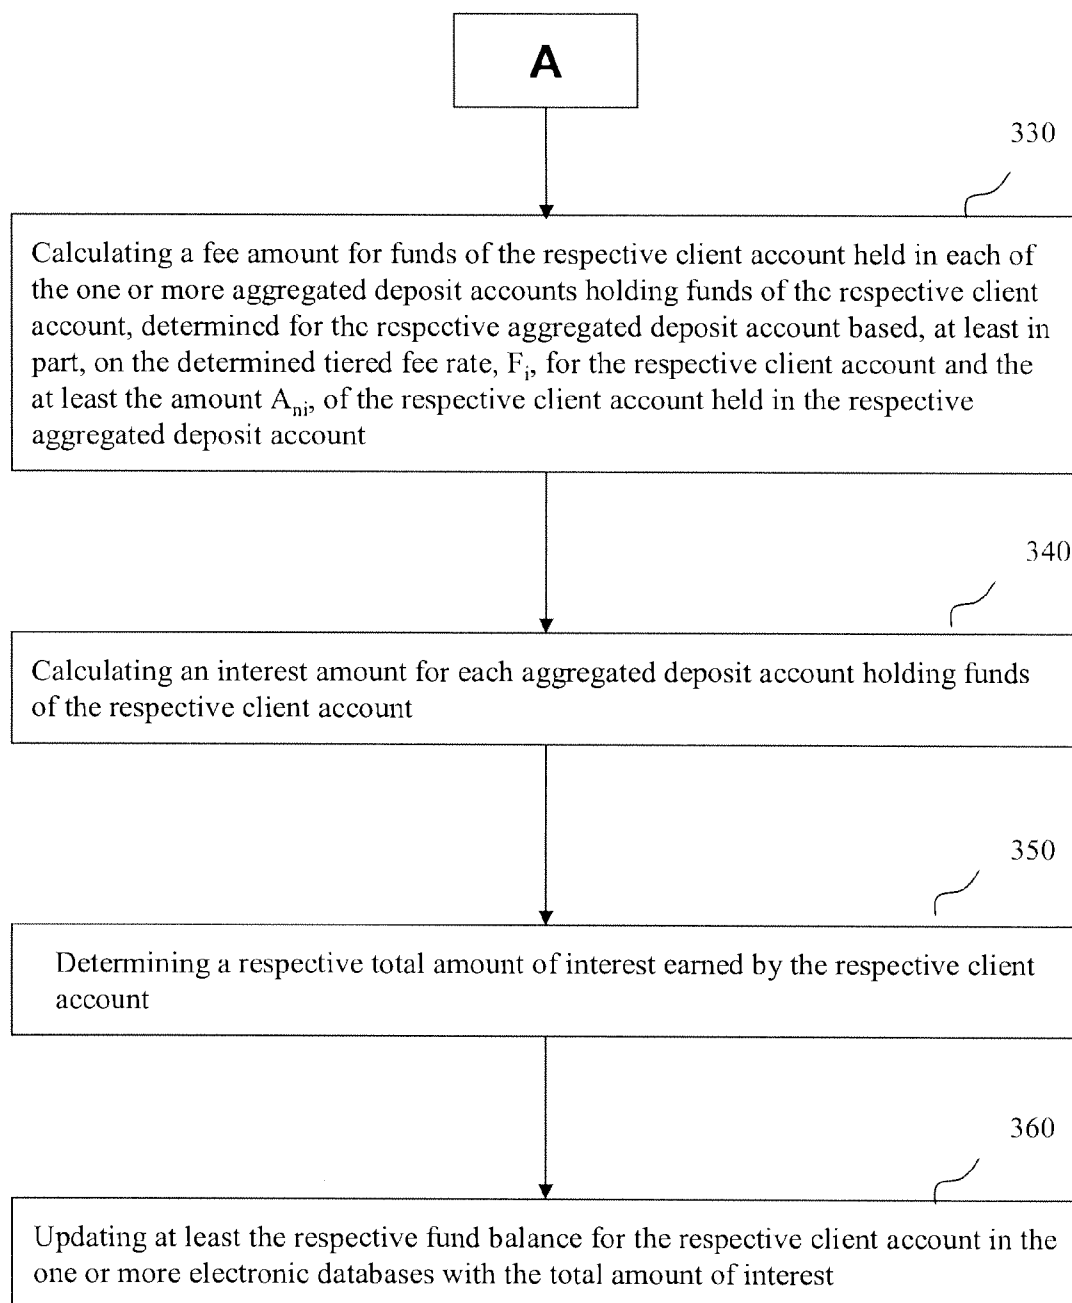 A
330
Calculating a fee amount for funds of the respective client account held in each of
the one or more aggregated deposit accounts holding funds of the respective client
account, determined for the respective aggregated deposit account based, at least in
part, on the determined tiered fee rate, Fᵢ, for the respective client account and the
at least the amount Aₙᵢ, of the respective client account held in the respective
aggregated deposit account
340
Calculating an interest amount for each aggregated deposit account holding funds
of the respective client account
350
Determining a respective total amount of interest earned by the respective client
account
360
Updating at least the respective fund balance for the respective client account in the
one or more electronic databases with the total amount of interest